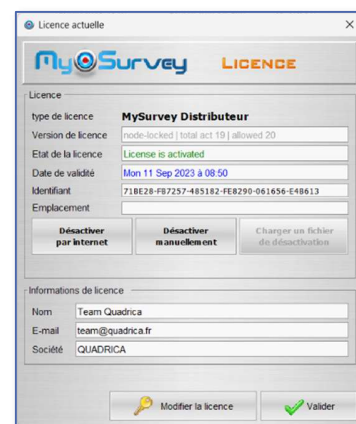 Licence actuelle
MySurvey LICENCE
Licence
type de licence MySurvey Distributeur
Version de licence node-locked | total act 19 | allowed 20
Etat de la licence License is activated
Date de validité Mon 11 Sep 2023 à 08:50
Identifiant 71BE28-FB7257-485182-FE8290-061656-E4B613
Emplacement
Désactiver par internet Désactiver manuellement Charger un fichier de désactivation
Informations de licence
Nom Team Quadrica
E-mail team@quadrica.fr
Société QUADRICA
Modifier la licence Valider